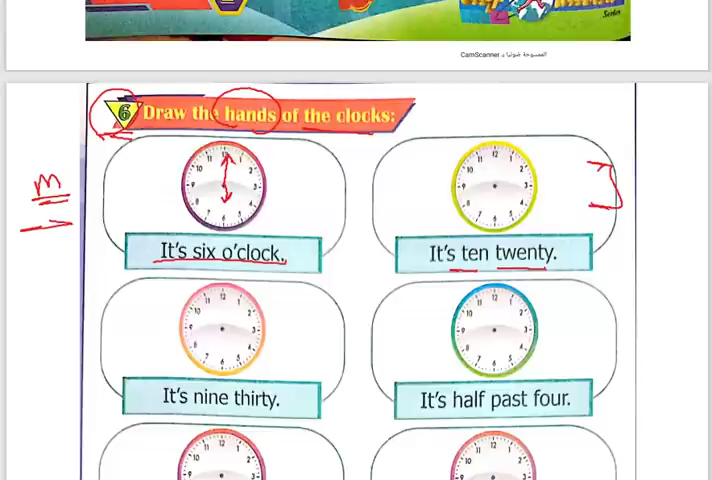 Seder
الممسوحة ضوئيا بـ CamScanner
6 Draw the hands of the clocks:
m
It's six o'clock.
It's ten twenty.
It's nine thirty.
It's half past four.